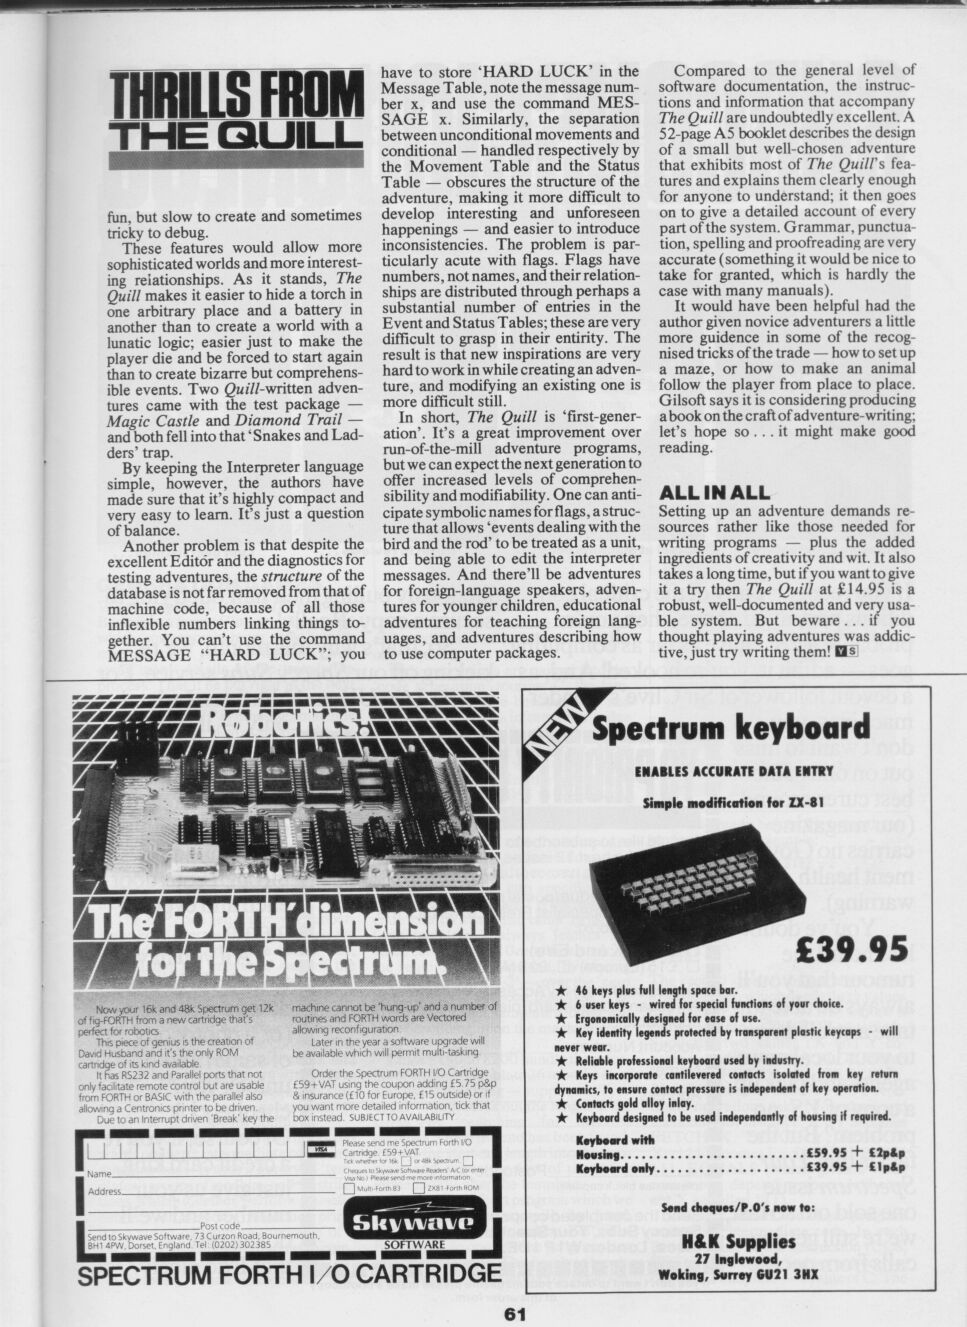 THRILLS FROM
THE QUILL
fun, but slow to create and sometimes
tricky to debug.
These features would allow more
sophisticated worlds and more interest-
ing relationships. As it stands, The
Quill makes it easier to hide a torch in
one arbitrary place and a battery in
another than to create a world with a
lunatic logic; easier just to make the
player die and be forced to start again
than to create bizarre but comprehens-
ible events. Two Quill-written adven-
tures came with the test package —
Magic Castle and Diamond Trail —
and both fell into that ‘Snakes and Lad-
ders’ trap.
By keeping the Interpreter language
simple, however, the authors have
made sure that it's highly compact and
very easy to learn. It's just a question
of balance.
Another problem is that despite the
excellent Editor and the diagnostics for
testing adventures, the structure of the
database is not far removed from that of
machine code, because of all those
inflexible numbers linking things to-
gether. You can't use the command
MESSAGE “HARD LUCK”; you
have to store ‘HARD LUCK’ in the
Message Table, note the message num-
ber x, and use the command MES-
SAGE x. Similarly, the separation
between unconditional movements and
conditional — handled respectively by
the Movement Table and the Status
Table — obscures the structure of the
adventure, making it more difficult to
develop interesting and unforeseen
happenings — and easier to introduce
inconsistencies. The problem is par-
ticularly acute with flags. Flags have
numbers, not names, and their relation-
ships are distributed through perhaps a
substantial number of entries in the
Event and Status Tables; these are very
difficult to grasp in their entirity. The
result is that new inspirations are very
hard to work in while creating an adven-
ture, and modifying an existing one is
more difficult still.
In short, The Quill is ‘first-gener-
ation’. It's a great improvement over
run-of-the-mill adventure programs,
but we can expect the next generation to
offer increased levels of comprehen-
sibility and modifiability. One can anti-
cipate symbolic names for flags, a struc-
ture that allows ‘events dealing with the
bird and the rod’ to be treated as a unit,
and being able to edit the interpreter
messages. And there'll be adventures
for foreign-language speakers, adven-
tures for younger children, educational
adventures for teaching foreign lang-
uages, and adventures describing how
to use computer packages.
Compared to the general level of
software documentation, the instruc-
tions and information that accompany
The Quill are undoubtedly excellent. A
52-page A5 booklet describes the design
of a small but well-chosen adventure
that exhibits most of The Quill's fea-
tures and explains them clearly enough
for anyone to understand; it then goes
on to give a detailed account of every
part of the system. Grammar, punctua-
tion, spelling and proofreading are very
accurate (something it would be nice to
take for granted, which is hardly the
case with many manuals).
It would have been helpful had the
author given novice adventurers a little
more guidence in some of the recog-
nised tricks of the trade — how to set up
a maze, or how to make an animal
follow the player from place to place.
Gilsoft says it is considering producing
a book on the craft of adventure-writing;
let's hope so . . . it might make good
reading.
ALL IN ALL
Setting up an adventure demands re-
sources rather like those needed for
writing programs — plus the added
ingredients of creativity and wit. It also
takes a long time, but if you want to give
it a try then The Quill at £14.95 is a
robust, well-documented and very usa-
ble system. But beware . . . if you
thought playing adventures was addic-
tive, just try writing them! YS
Robotics!
The ‘FORTH’ dimension
for the Spectrum.
Now your 16k and 48k Spectrum get 12k
of fig-FORTH from a new cartridge that's
perfect for robotics.
This piece of genius is the creation of
David Husband and it's the only ROM
cartridge of its kind available.
It has RS232 and Parallel ports that not
only facilitate remote control but are usable
from FORTH or BASIC with the parallel also
allowing a Centronics printer to be driven.
Due to an Interrupt driven ‘Break’ key the
machine cannot be ‘hung-up’ and a number of
routines and FORTH words are Vectored
allowing reconfiguration.
Later in the year a software upgrade will
be available which will permit multi-tasking.
Order the Spectrum FORTH I/O Cartridge
£59+VAT using the coupon adding £5.75 p&p
& insurance (£10 for Europe, £15 outside) or if
you want more detailed information, tick that
box instead. SUBJECT TO AVAILABILITY
VISA
Please send me Spectrum Forth I/O
Cartridge. £59+VAT
Tick whether for 16k or 48k Spectrum
Cheques to Skywave Software Readers' A/C (or enter
Visa No.) Please send me more information.
Multi-Forth 83 ZX81-Forth ROM
Name
Address
Post code
Send to Skywave Software, 73 Curzon Road, Bournemouth,
BH1 4PW, Dorset, England. Tel: (0202) 302385
Skywave
SOFTWARE
SPECTRUM FORTH I/O CARTRIDGE
NEW
Spectrum keyboard
ENABLES ACCURATE DATA ENTRY
Simple modification for ZX-81
£39.95
★ 46 keys plus full length space bar.
★ 6 user keys - wired for special functions of your choice.
★ Ergonomically designed for ease of use.
★ Key identity legends protected by transparent plastic keycaps - will
never wear.
★ Reliable professional keyboard used by industry.
★ Keys incorporate cantilevered contacts isolated from key return
dynamics, to ensure contact pressure is independent of key operation.
★ Contacts gold alloy inlay.
★ Keyboard designed to be used independantly of housing if required.
Keyboard with
Housing........................£59.95 + £2p&p
Keyboard only...................£39.95 + £1p&p
Send cheques/P.O's now to:
H&K Supplies
27 Inglewood,
Woking, Surrey GU21 3HX
61